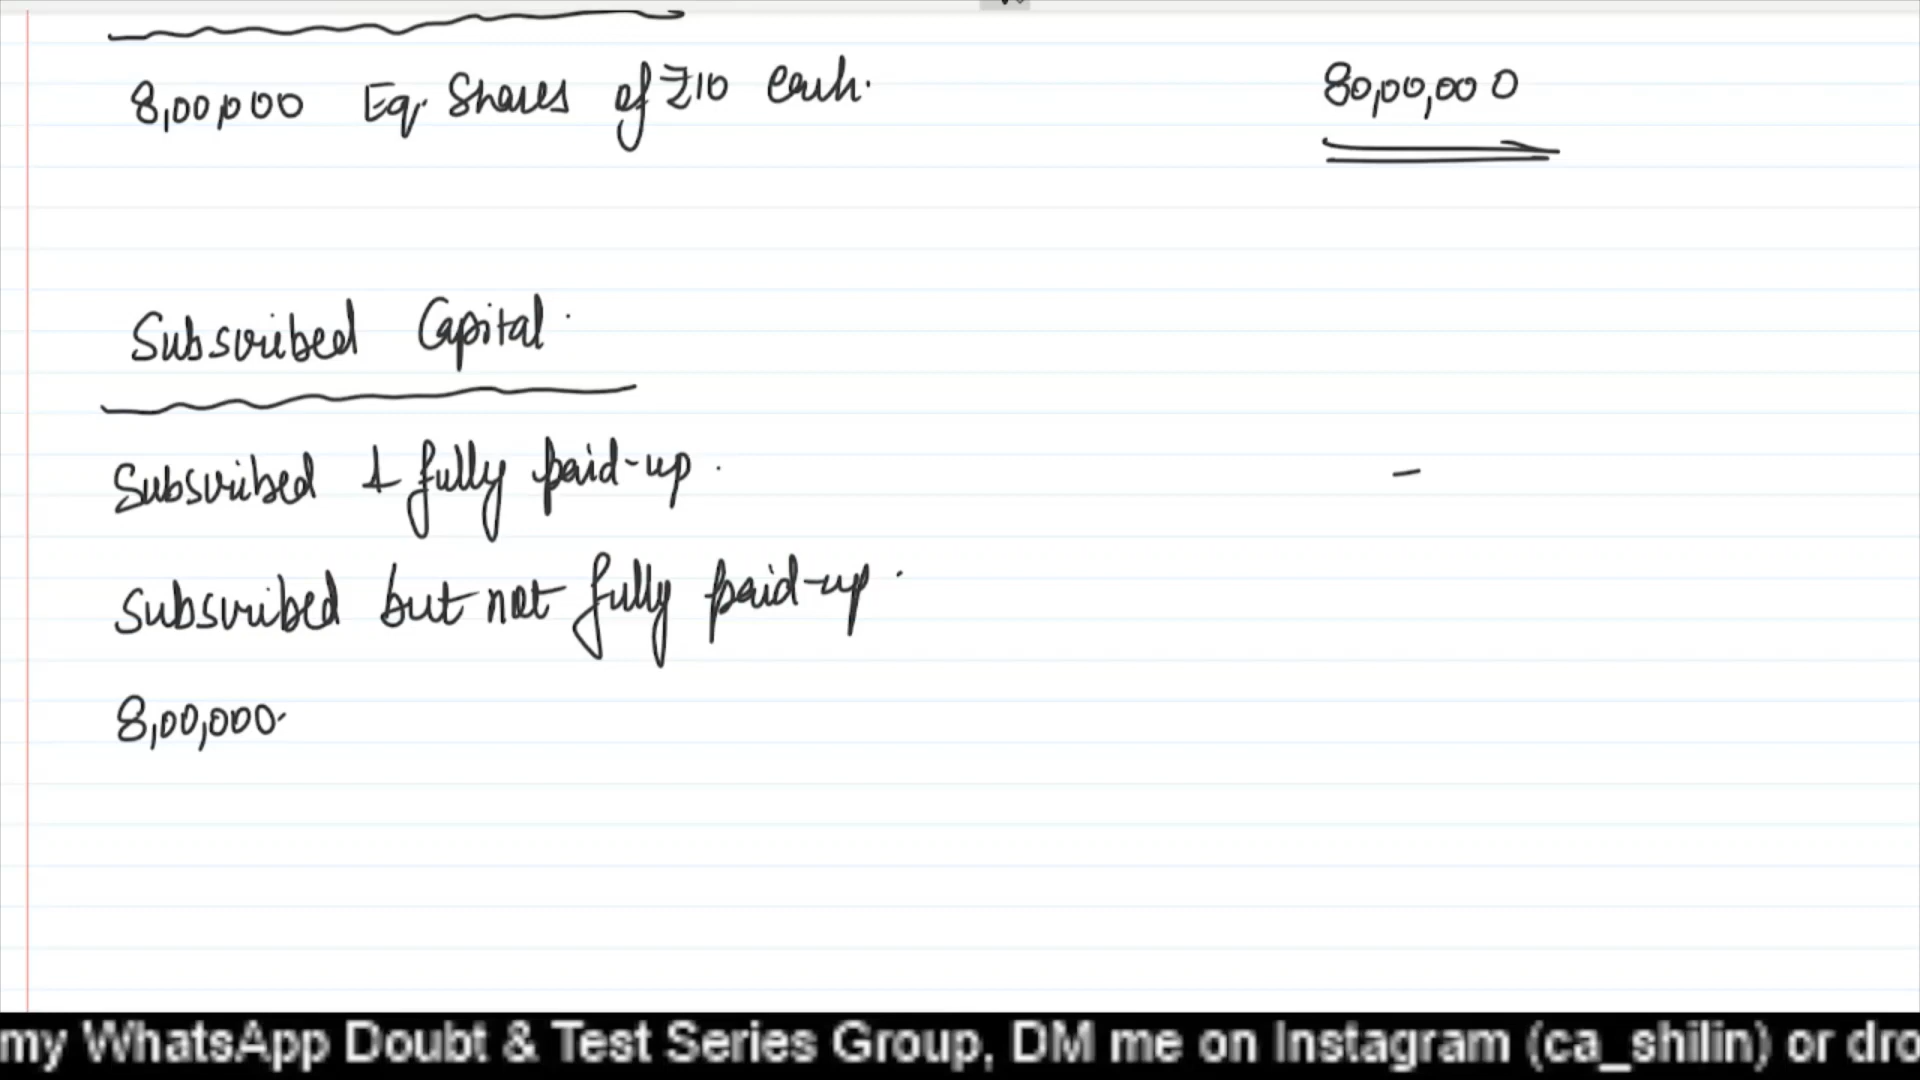 8,00,000 Eq. Shares of ₹10 each. 80,00,000
Subscribed Capital.
Subscribed & fully paid-up. –
Subscribed but not fully paid-up.
8,00,000
my WhatsApp Doubt & Test Series Group, DM me on Instagram (ca_shilin) or dro